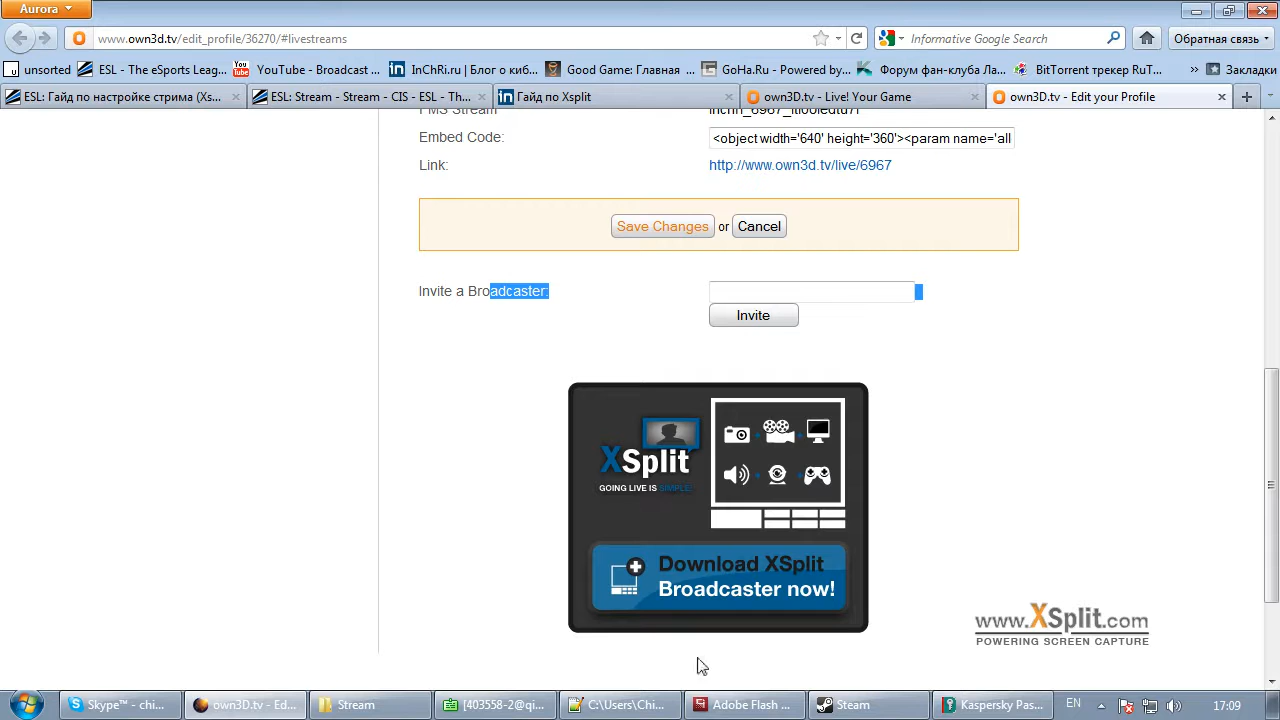 Aurora
www.own3d.tv/edit_profile/36270/#livestreams
Informative Google Search
Обратная связь
unsorted
ESL - The eSports Leag...
YouTube - Broadcast ...
InChRi.ru | Блог о киб...
Good Game: Главная ...
GoHa.Ru - Powered by...
Форум фан-клуба Ла...
BitTorrent трекер RuT...
Закладки
ESL: Гайд по настройке стрима (Xs...
ESL: Stream - Stream - CIS - ESL - Th...
Гайд по Xsplit
own3D.tv - Live! Your Game
own3D.tv - Edit your Profile
Embed Code:
<object width='640' height='360'><param name='all
Link:
http://www.own3d.tv/live/6967
Save Changes or Cancel
Invite a Broadcaster:
Invite
XSplit
GOING LIVE IS SIMPLE.
Download XSplit
Broadcaster now!
www.XSplit.com
POWERING SCREEN CAPTURE
Skype™ - chi...
own3D.tv - Ed...
Stream
[403558-2@qi...
C:\Users\Chi...
Adobe Flash ...
Steam
Kaspersky Pas...
EN
17:09